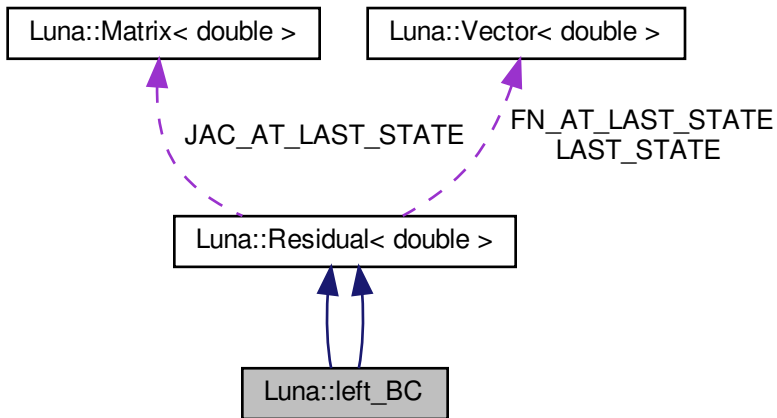 Luna::Matrix< double >
Luna::Vector< double >
JAC_AT_LAST_STATE
FN_AT_LAST_STATE
LAST_STATE
Luna::Residual< double >
Luna::left_BC